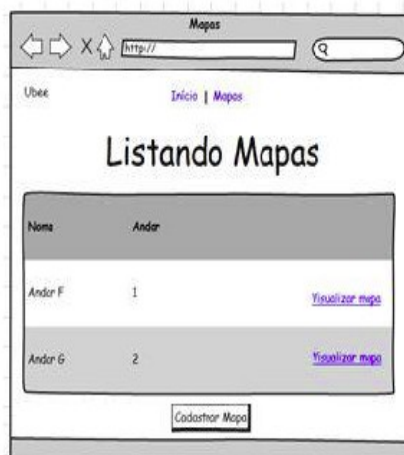 Mapas
http://
Ubee
Início | Mapas
Listando Mapas
Nome Andar
Andar F 1 Visualizar mapa
Andar G 2 Visualizar mapa
Cadastrar Mapa